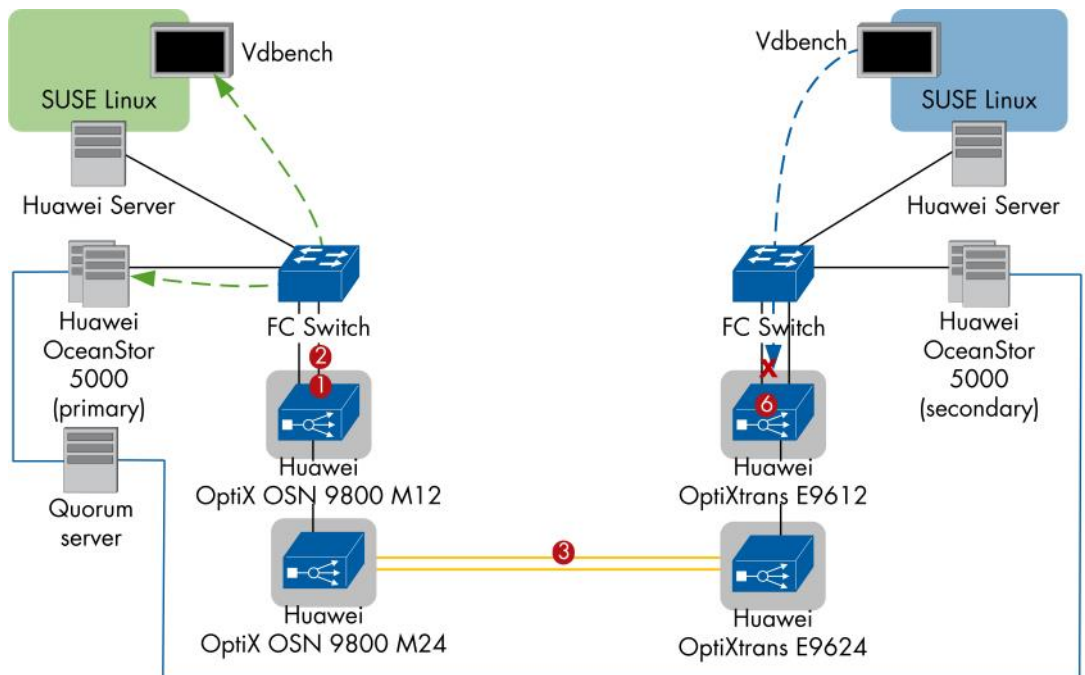 Vdbench
SUSE Linux
Huawei Server
Huawei
OceanStor
5000
(primary)
Quorum
server
FC Switch
2
1
Huawei
OptiX OSN 9800 M12
Huawei
OptiX OSN 9800 M24
3
Vdbench
SUSE Linux
Huawei Server
FC Switch
X
6
Huawei
OptiXtrans E9612
Huawei
OptiXtrans E9624
Huawei
OceanStor
5000
(secondary)